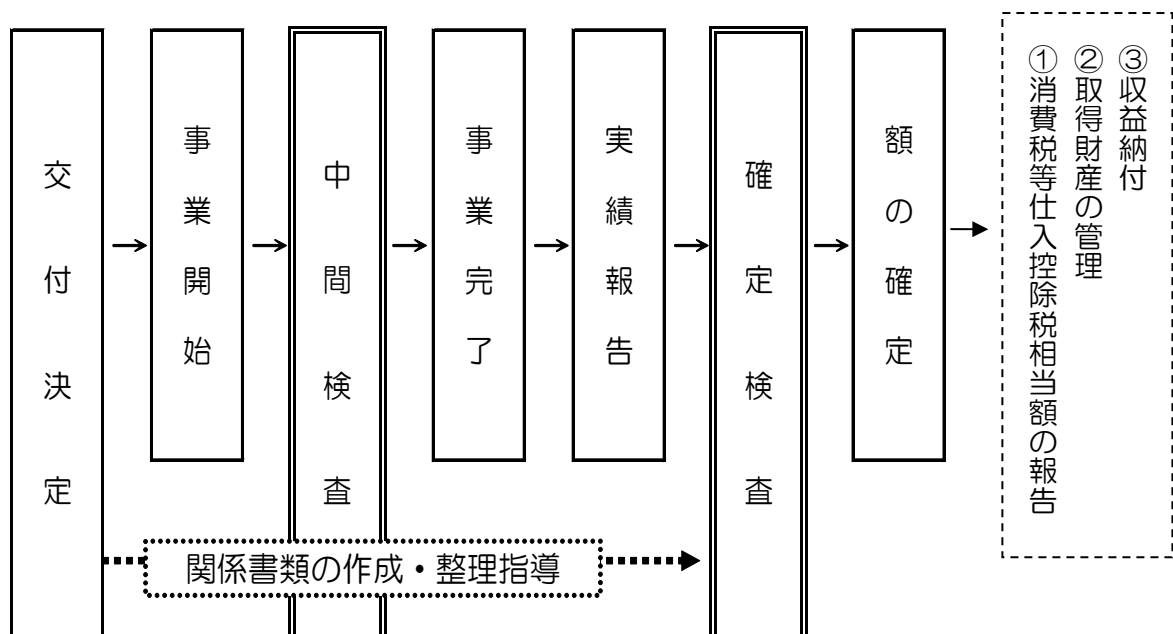 交付決定
事業開始
中間検査
事業完了
実績報告
確定検査
額の確定
③収益納付
②取得財産の管理
①消費税等仕入控除税相当額の報告
関係書類の作成・整理指導